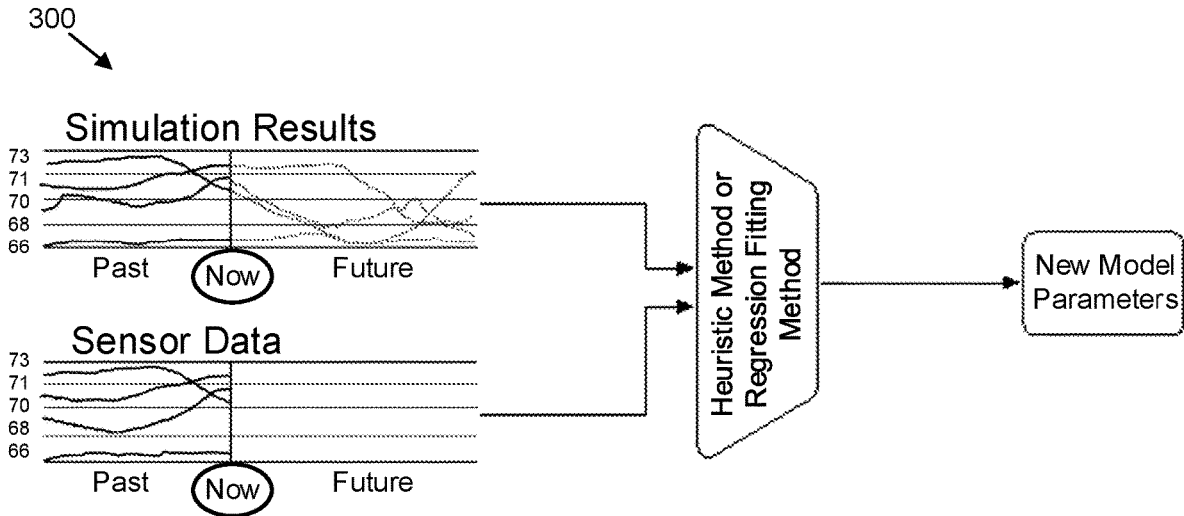 300
Simulation Results
73
71
70
68
66
Past
Now
Future
Sensor Data
73
71
70
68
66
Past
Now
Future
Heuristic Method or
Regression Fitting
Method
New Model
Parameters